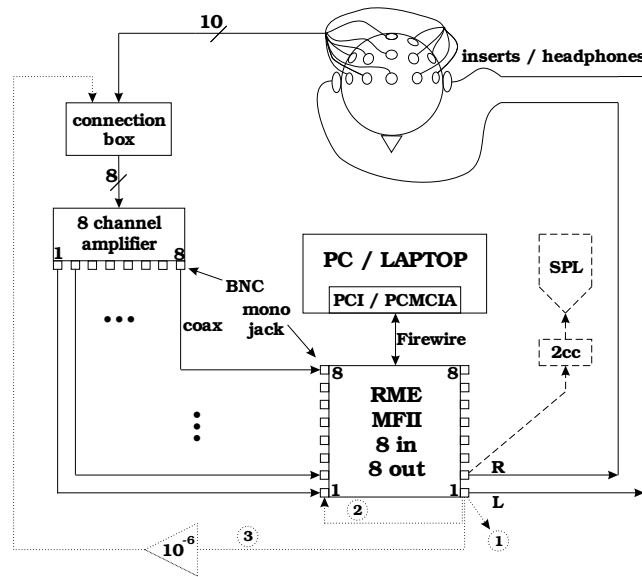 10
inserts / headphones
connection
box
8
8 channel
amplifier
1 8
BNC
mono
jack
coax
PC / LAPTOP
PCI / PCMCIA
Firewire
SPL
2cc
8 8
RME
MFII
8 in
8 out
1 1
R
L
2
1
3
10-6